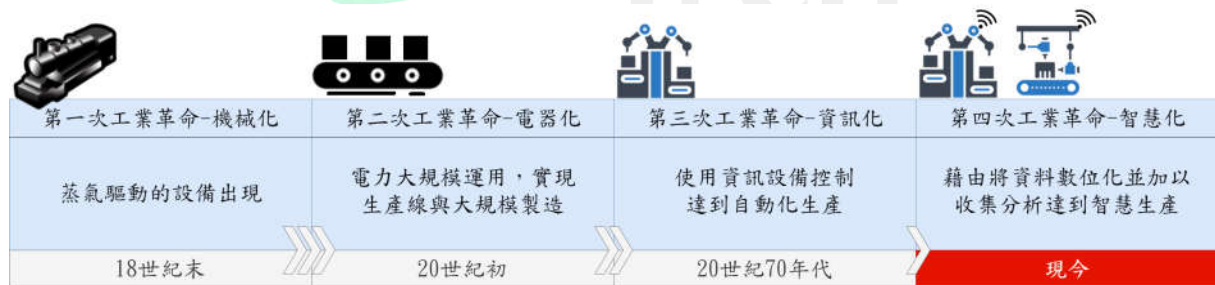 第一次工業革命-機械化
第二次工業革命-電器化
第三次工業革命-資訊化
第四次工業革命-智慧化
蒸氣驅動的設備出現
電力大規模運用，實現
生產線與大規模製造
使用資訊設備控制
達到自動化生產
藉由將資料數位化並加以
收集分析達到智慧生產
18世紀末
20世紀初
20世紀70年代
現今